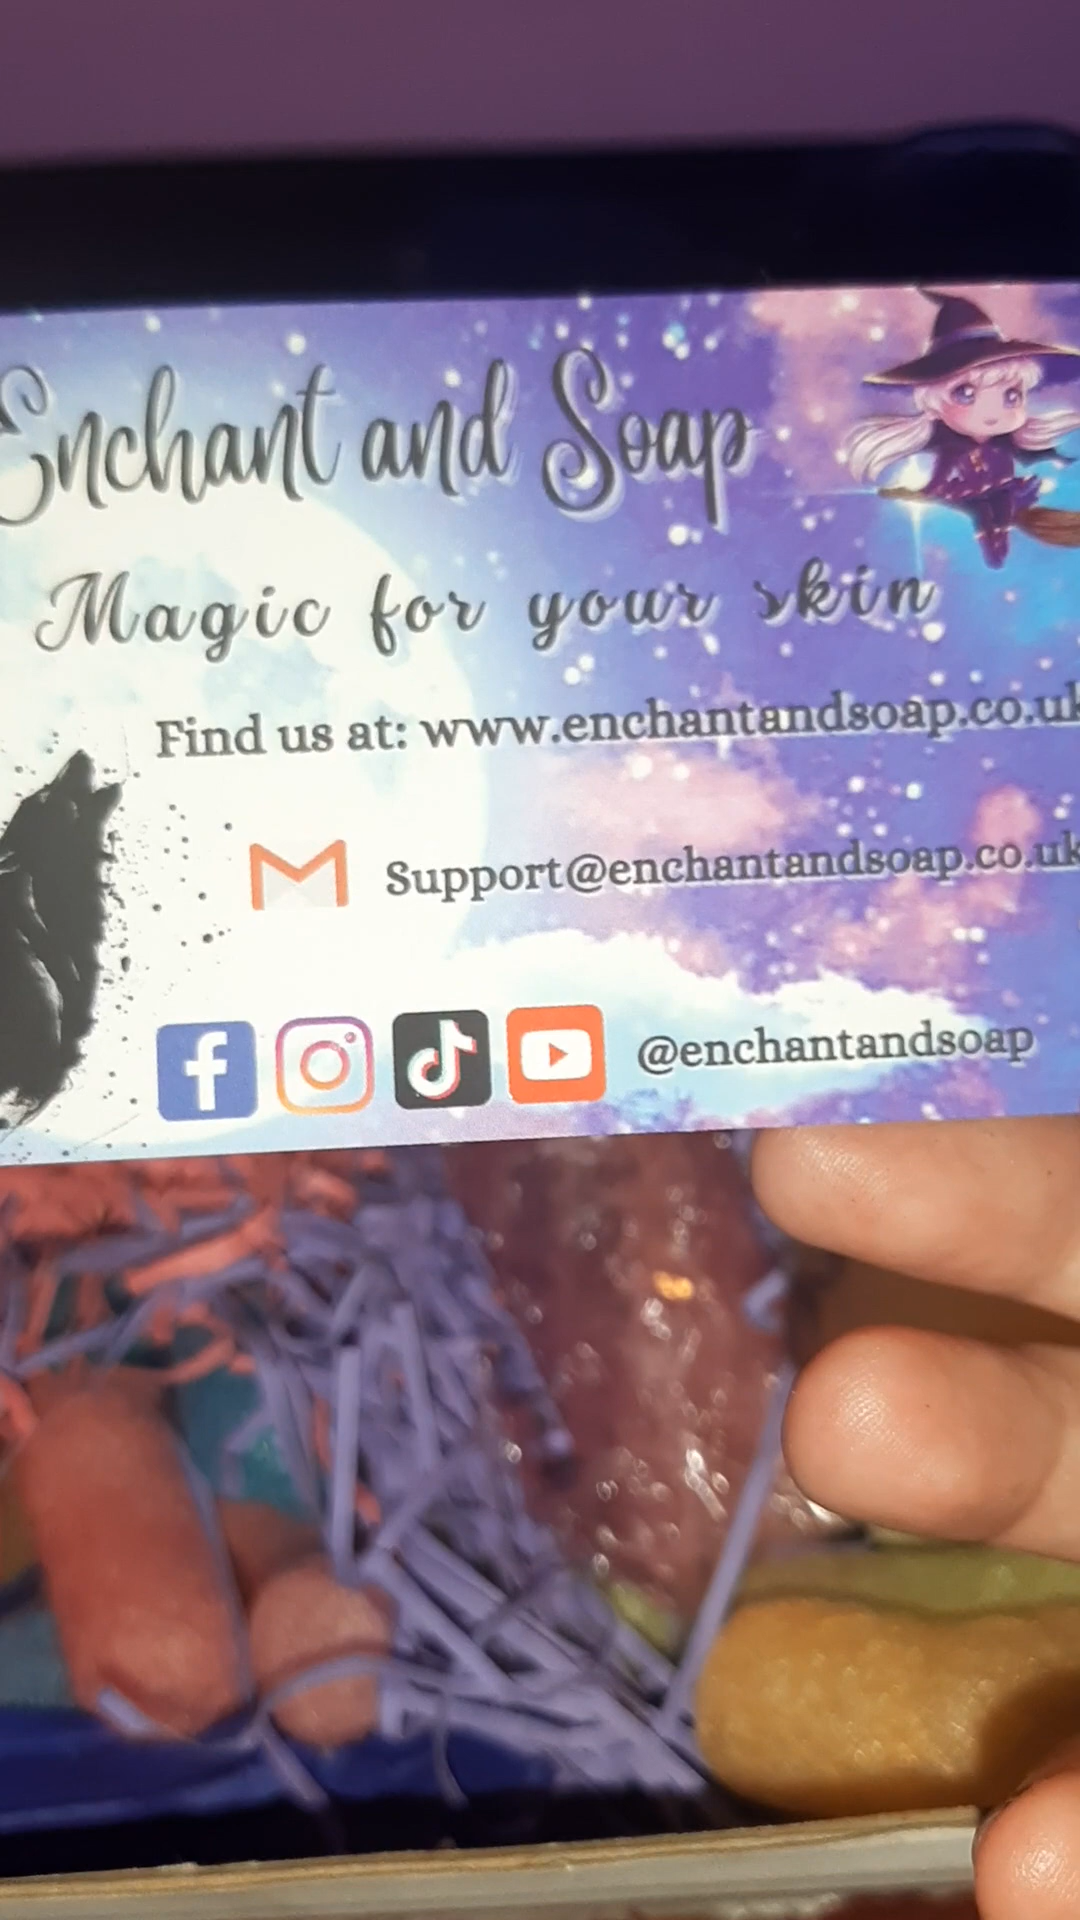 Enchant and Soap
Magic for your skin
Find us at: www.enchantandsoap.co.uk
Support@enchantandsoap.co.uk
@enchantandsoap